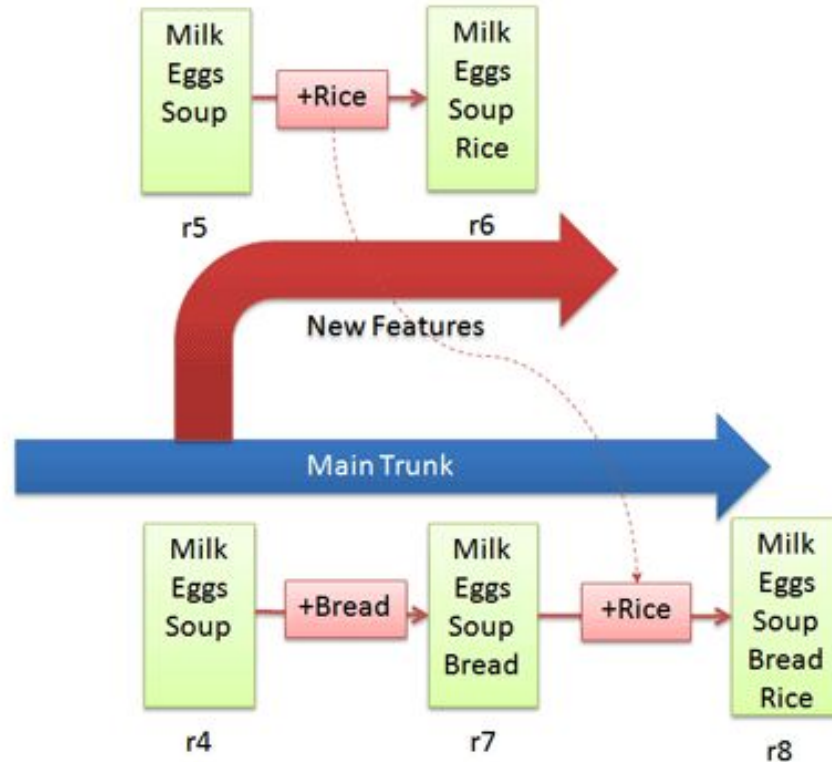 Milk
Eggs
Soup
+Rice
Milk
Eggs
Soup
Rice
r5
r6
New Features
Main Trunk
Milk
Eggs
Soup
+Bread
Milk
Eggs
Soup
Bread
+Rice
Milk
Eggs
Soup
Bread
Rice
r4
r7
r8